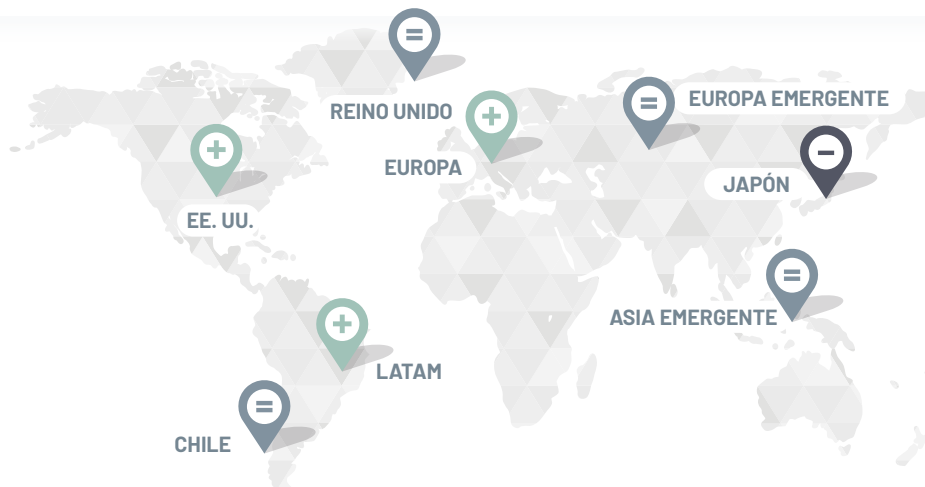 =
REINO UNIDO
+
EUROPA
=
EUROPA EMERGENTE
−
JAPÓN
+
EE. UU.
=
ASIA EMERGENTE
+
LATAM
=
CHILE